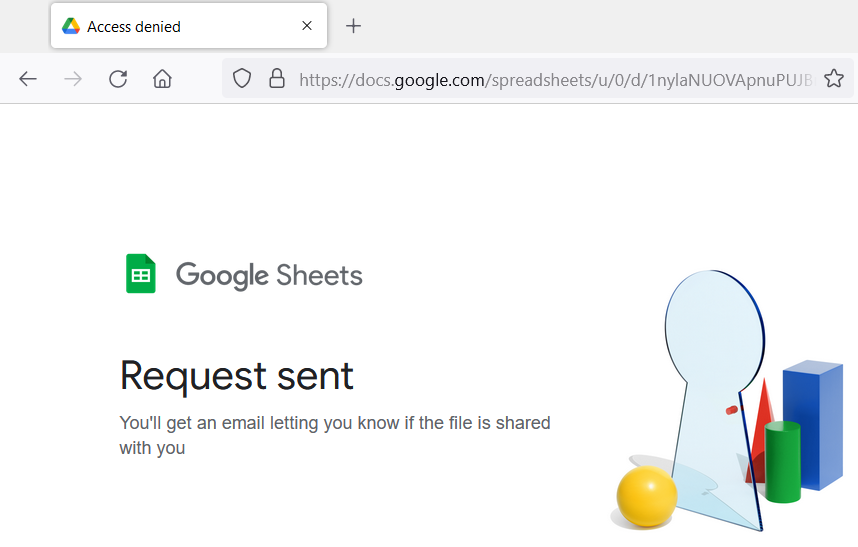 Access denied
https://docs.google.com/spreadsheets/u/0/d/1nylaNUOVApnuPUJB
Google Sheets
Request sent
You'll get an email letting you know if the file is shared
with you